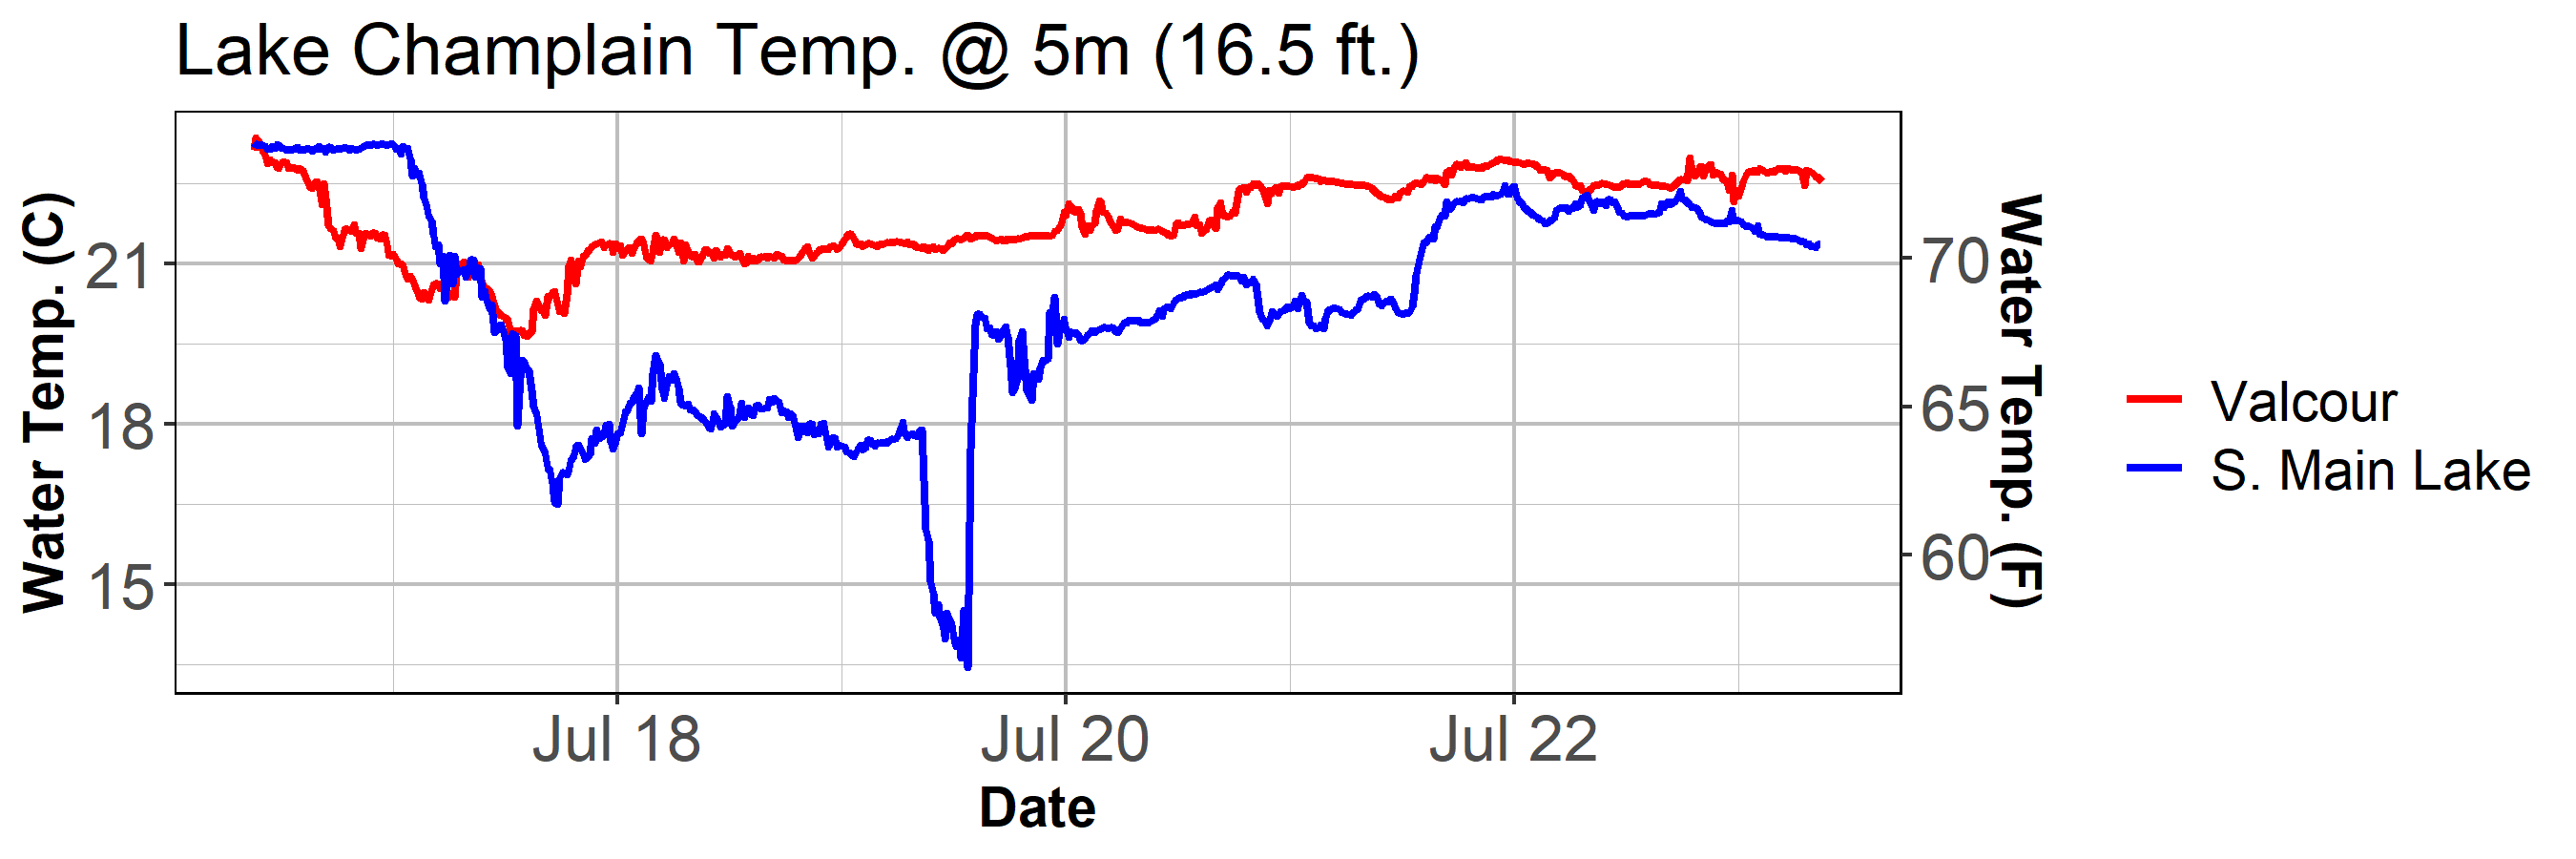 Lake Champlain Temp. @ 5m (16.5 ft.)
Water Temp. (C)
21
18
15
70
65
60
Water Temp. (F)
Jul 18
Jul 20
Jul 22
Date
Valcour
S. Main Lake